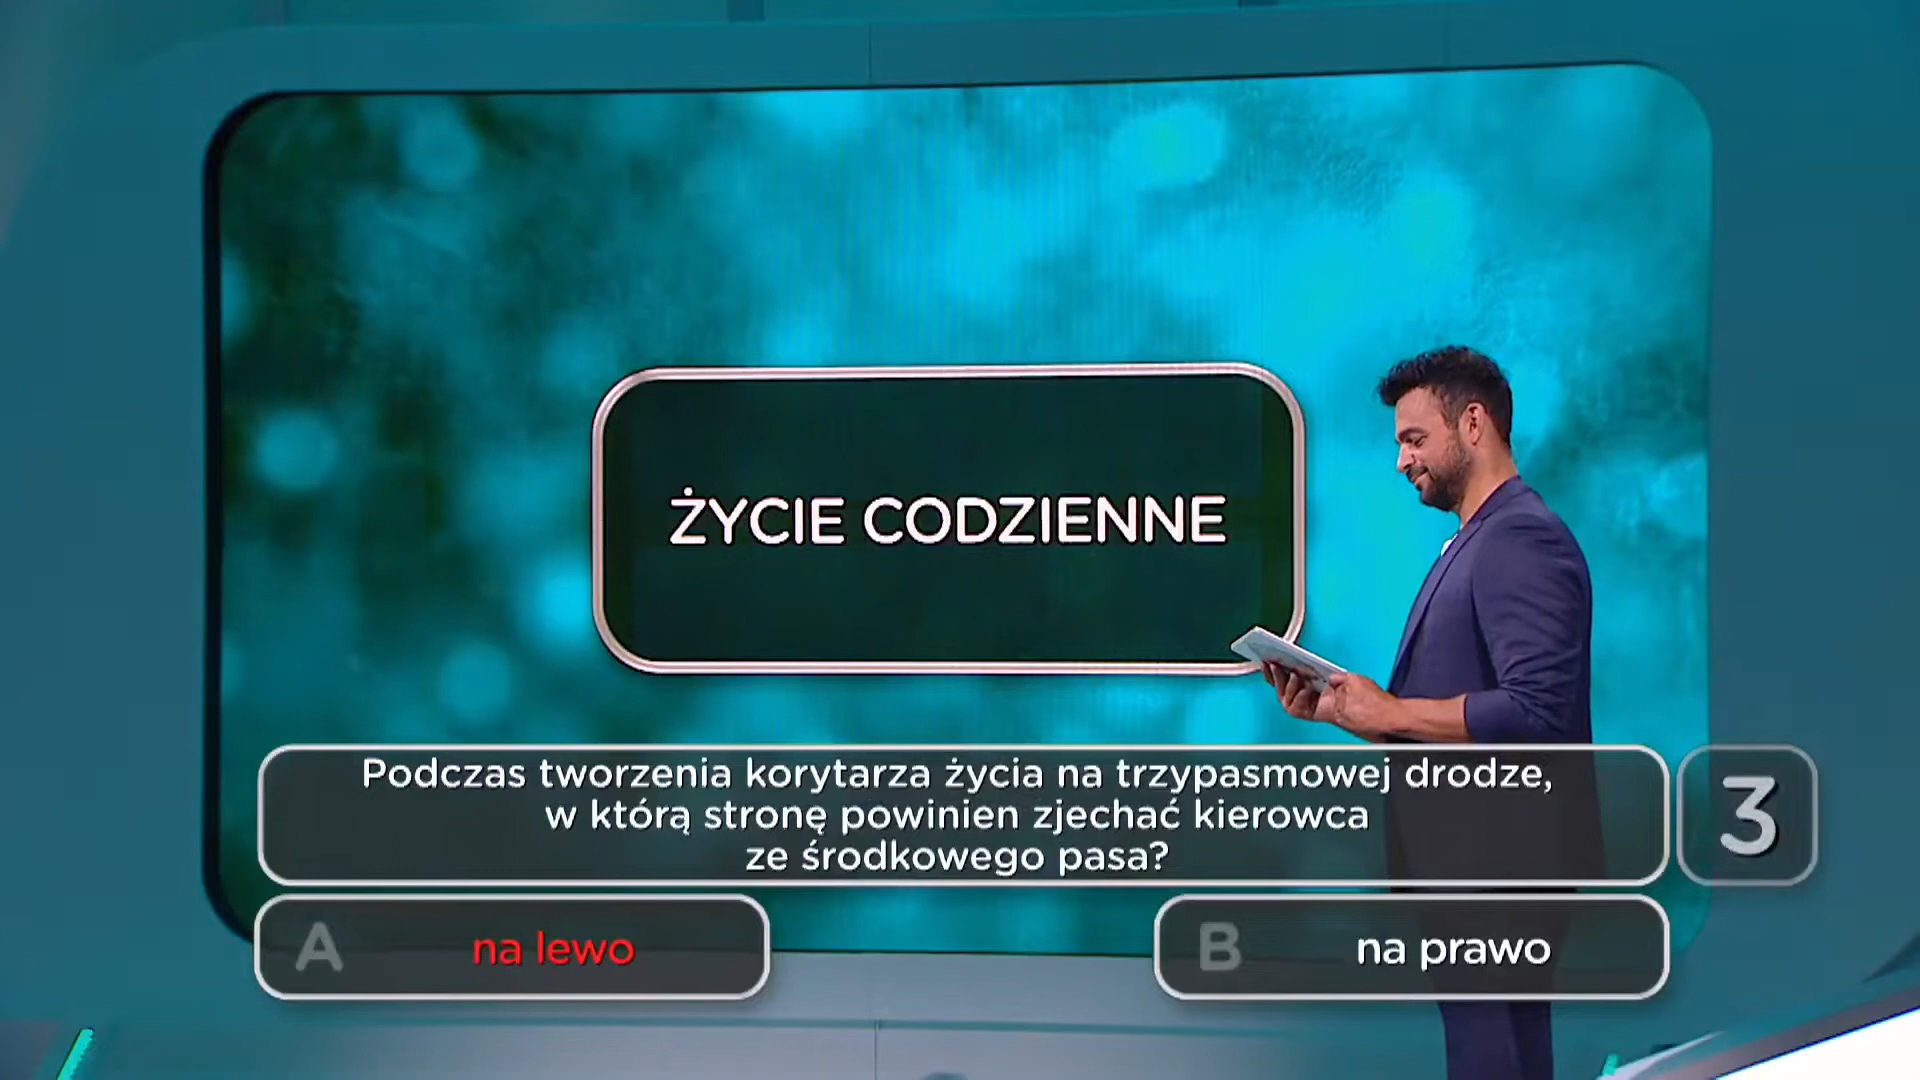 ŻYCIE CODZIENNE
Podczas tworzenia korytarza życia na trzypasmowej drodze,
w którą stronę powinien zjechać kierowca
ze środkowego pasa?
3
A na lewo
B na prawo